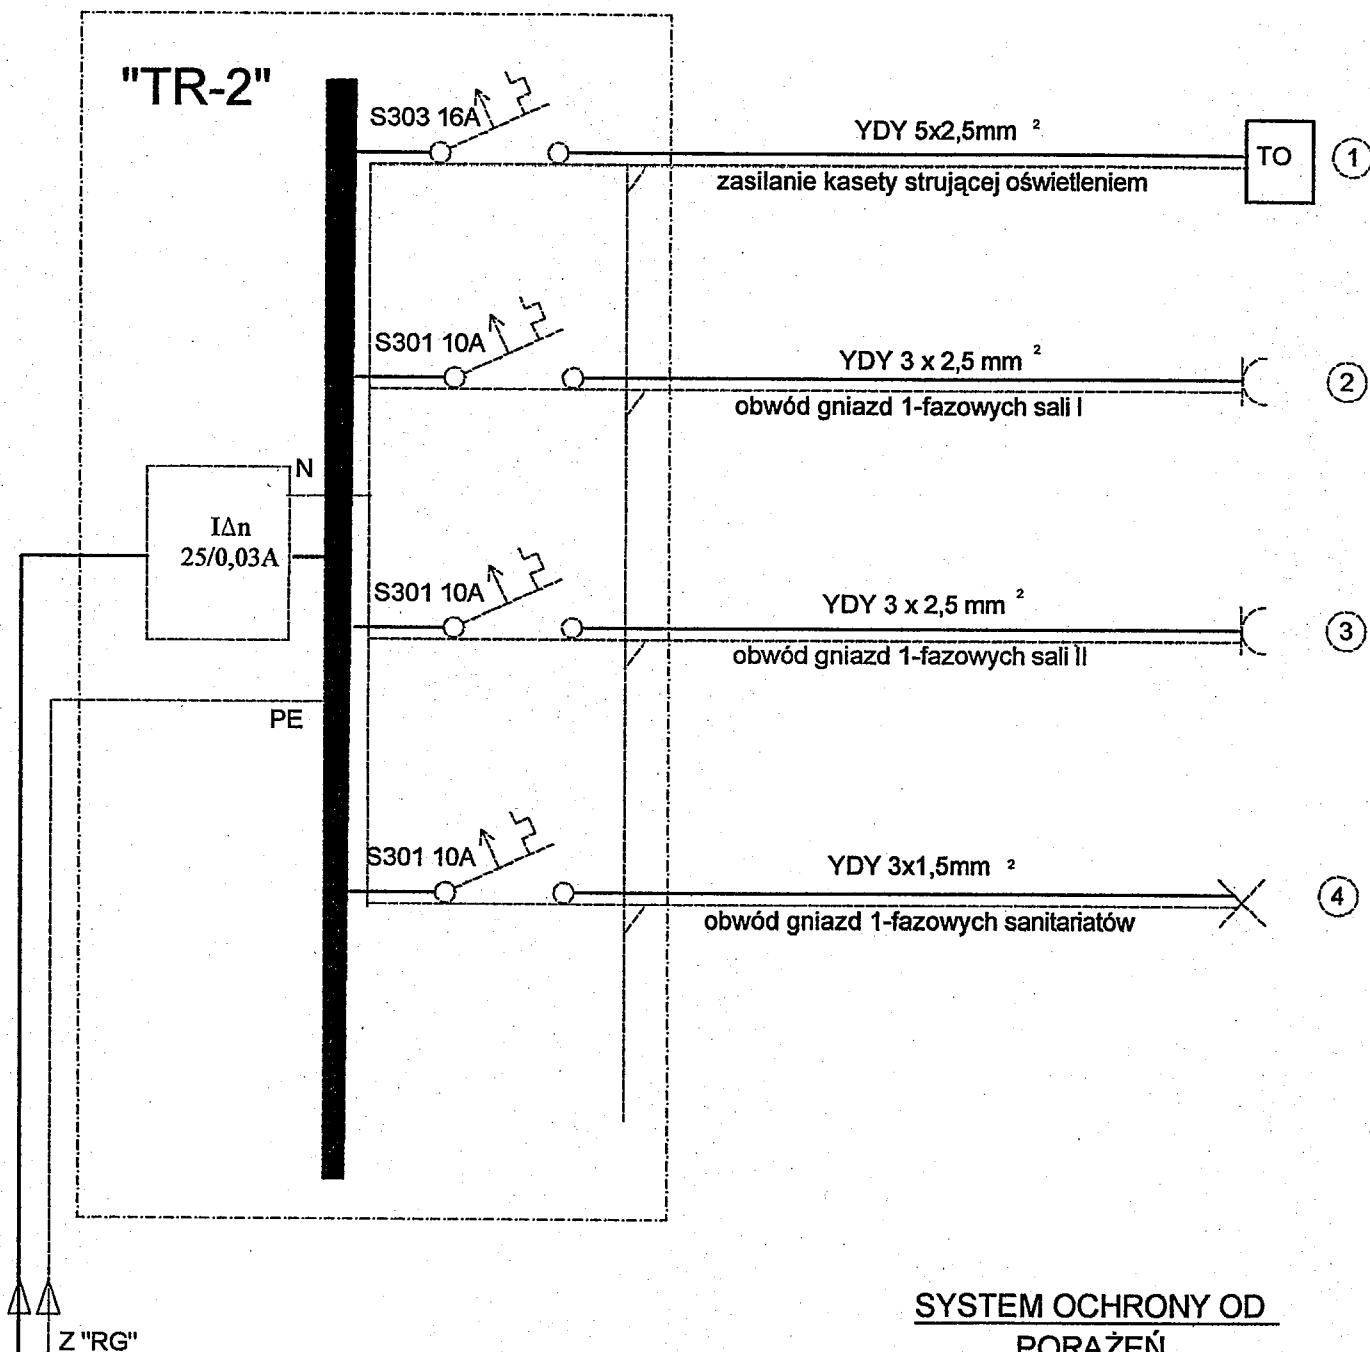 "TR-2"
S303 16A
YDY 5x2,5mm ²
TO
1
zasilanie kasety strującej oświetleniem
S301 10A
YDY 3 x 2,5 mm ²
2
obwód gniazd 1-fazowych sali I
N
I∆n
25/0,03A
S301 10A
YDY 3 x 2,5 mm ²
3
obwód gniazd 1-fazowych sali II
PE
S301 10A
YDY 3x1,5mm ²
4
obwód gniazd 1-fazowych sanitariatów
Z "RG"
SYSTEM OCHRONY OD
PORAŻEŃ